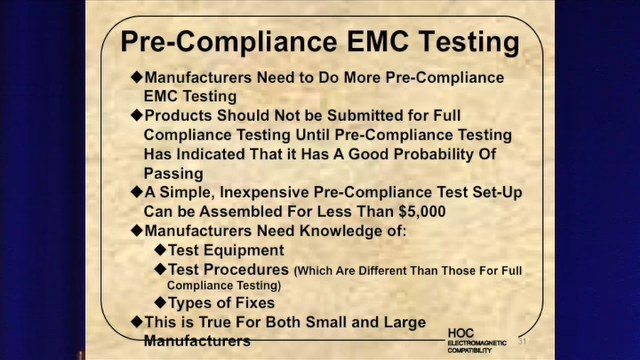 Pre-Compliance EMC Testing
◆Manufacturers Need to Do More Pre-Compliance
EMC Testing
◆Products Should Not be Submitted for Full
Compliance Testing Until Pre-Compliance Testing
Has Indicated That it Has A Good Probability Of
Passing
◆A Simple, Inexpensive Pre-Compliance Test Set-Up
Can be Assembled For Less Than $5,000
◆Manufacturers Need Knowledge of:
◆Test Equipment
◆Test Procedures (Which Are Different Than Those For Full
Compliance Testing)
◆Types of Fixes
◆This is True For Both Small and Large
Manufacturers
HOC
ELECTROMAGNETIC
COMPATIBILITY
31